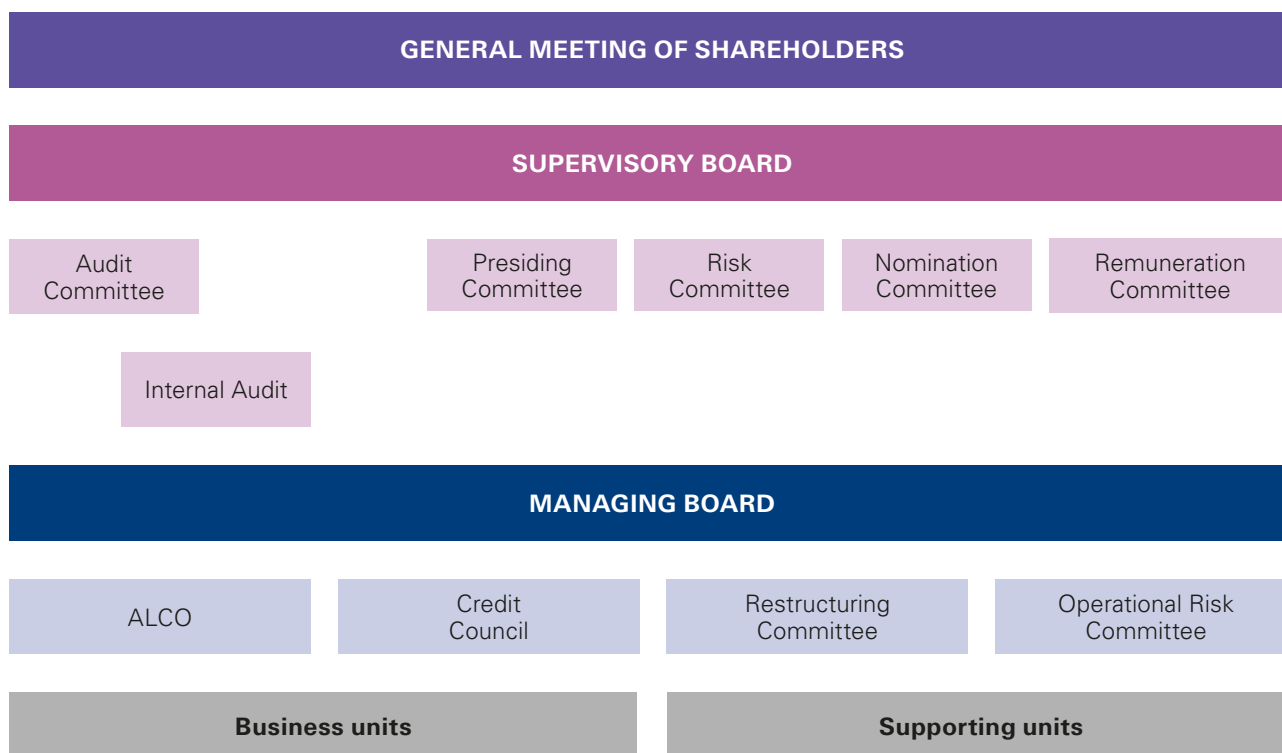 GENERAL MEETING OF SHAREHOLDERS
SUPERVISORY BOARD
Audit
Committee
Presiding
Committee
Risk
Committee
Nomination
Committee
Remuneration
Committee
Internal Audit
MANAGING BOARD
ALCO
Credit
Council
Restructuring
Committee
Operational Risk
Committee
Business units
Supporting units